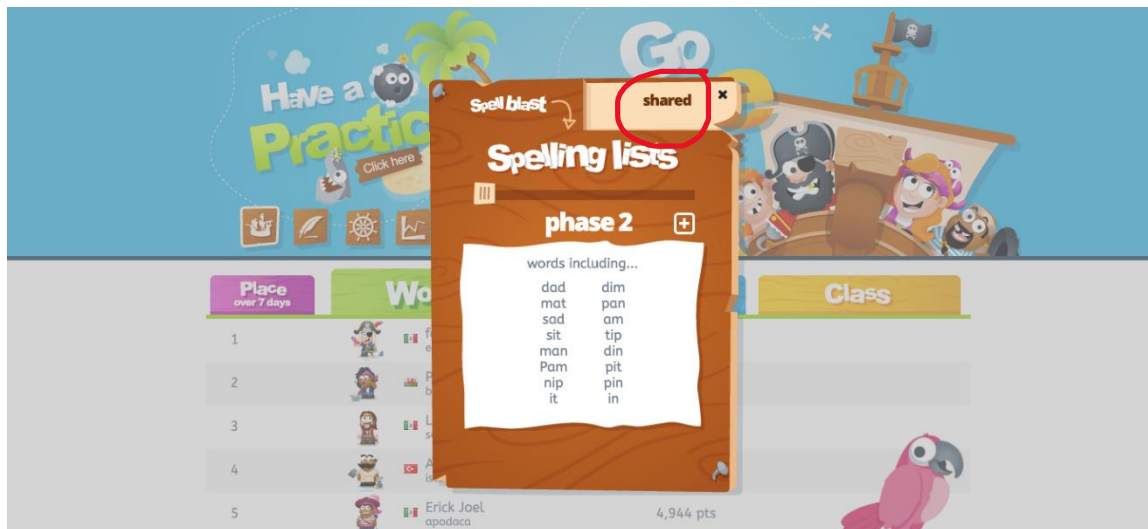 Go
Have a
Practic
Click here
Spell blast
shared
Spelling lists
phase 2
words including...
dad dim
mat pan
sad am
sit tip
man din
Pam pit
nip pin
it in
Place
over 7 days
Wo
Class
1
2
3
4
5 Erick Joel 4,944 pts
apodaca